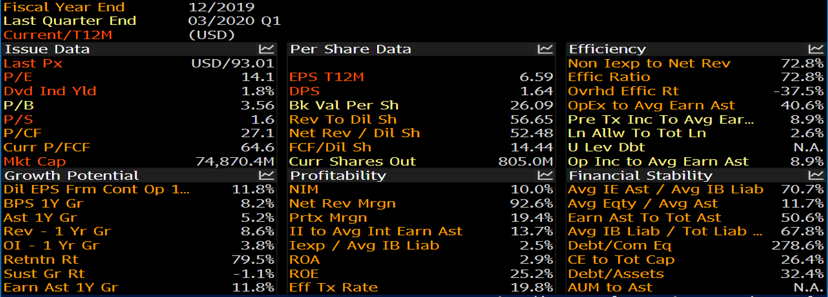 Fiscal Year End 12/2019
Last Quarter End 03/2020 Q1
Current/T12M (USD)
Issue Data
Last Px USD/93.01
P/E 14.1
Dvd Ind Yld 1.8%
P/B 3.56
P/S 1.6
P/CF 27.1
Curr P/FCF 64.6
Mkt Cap 74,870.4M
Per Share Data
EPS T12M 6.59
DPS 1.64
Bk Val Per Sh 26.09
Rev To Dil Sh 56.65
Net Rev / Dil Sh 52.48
FCF/Dil Sh 14.44
Curr Shares Out 805.0M
Efficiency
Non Iexp to Net Rev 72.8%
Effic Ratio 72.8%
Ovrhd Effic Rt -37.5%
OpEx to Avg Earn Ast 40.6%
Pre Tx Inc To Avg Ear... 8.9%
Ln Allw To Tot Ln 2.6%
U Lev Dbt N.A.
Op Inc to Avg Earn Ast 8.9%
Growth Potential
Dil EPS Frm Cont Op 1... 11.8%
BPS 1Y Gr 8.2%
Ast 1Y Gr 5.2%
Rev - 1 Yr Gr 8.6%
OI - 1 Yr Gr 3.8%
Retntn Rt 79.5%
Sust Gr Rt -1.1%
Earn Ast 1Y Gr 11.8%
Profitability
NIM 10.0%
Net Rev Mrgn 92.6%
Prtx Mrgn 19.4%
II to Avg Int Earn Ast 13.7%
Iexp / Avg IB Liab 2.5%
ROA 2.9%
ROE 25.2%
Eff Tx Rate 19.8%
Financial Stability
Avg IE Ast / Avg IB Liab 70.7%
Avg Eqty / Avg Ast 11.7%
Earn Ast To Tot Ast 50.6%
Avg IB Liab / Tot Liab ... 67.8%
Debt/Com Eq 278.6%
CE to Tot Cap 26.4%
Debt/Assets 32.4%
AUM to Ast N.A.